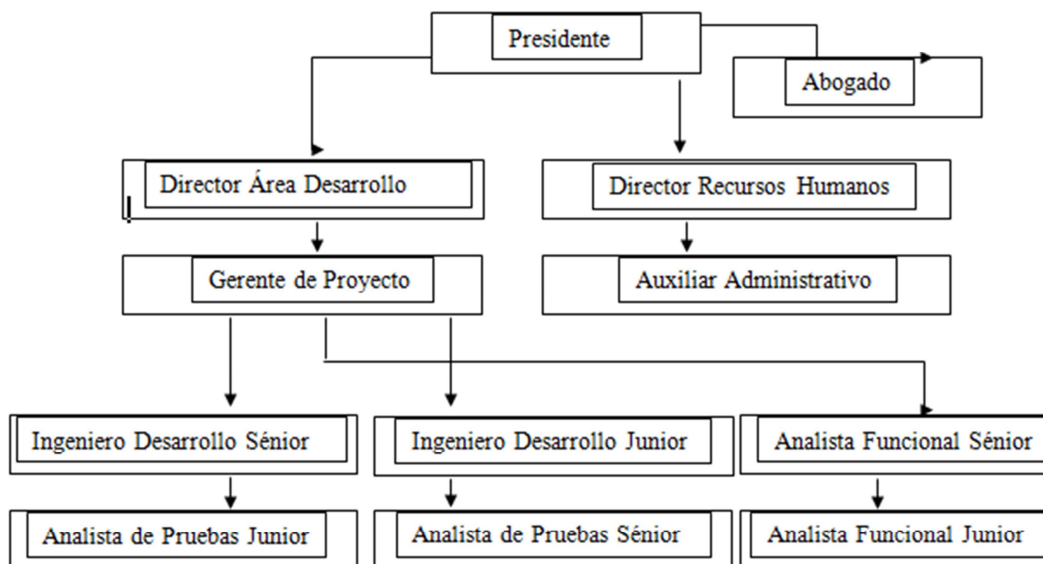 Presidente
Abogado
Director Área Desarrollo
Director Recursos Humanos
Gerente de Proyecto
Auxiliar Administrativo
Ingeniero Desarrollo Sénior
Ingeniero Desarrollo Junior
Analista Funcional Sénior
Analista de Pruebas Junior
Analista de Pruebas Sénior
Analista Funcional Junior